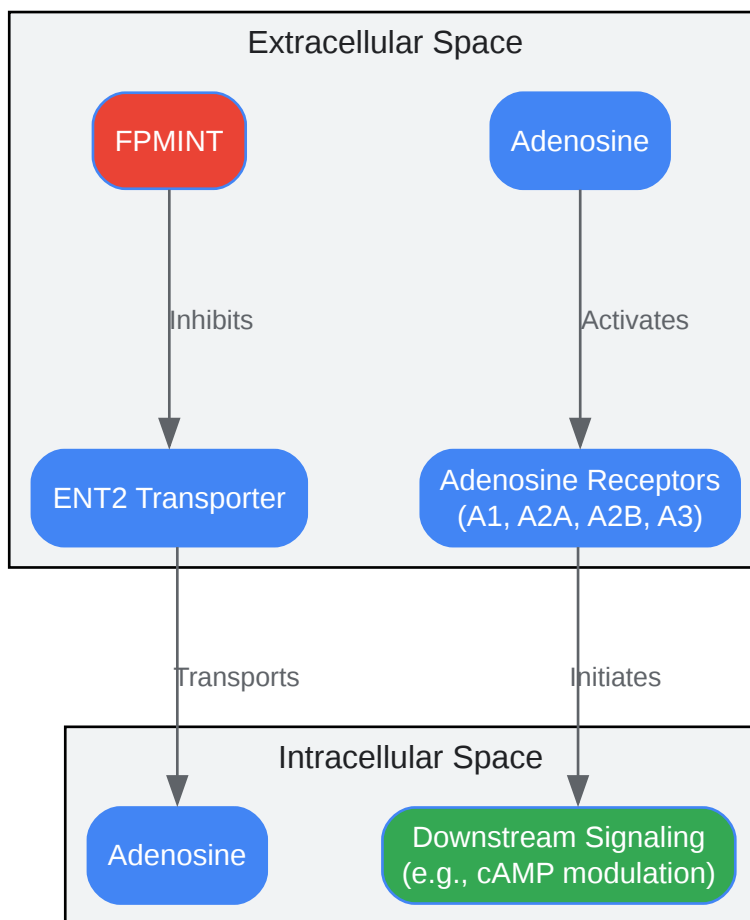 Extracellular Space
FPMINT
Adenosine
Inhibits
Activates
ENT2 Transporter
Adenosine Receptors
(A1, A2A, A2B, A3)
Transports
Initiates
Intracellular Space
Adenosine
Downstream Signaling
(e.g., cAMP modulation)